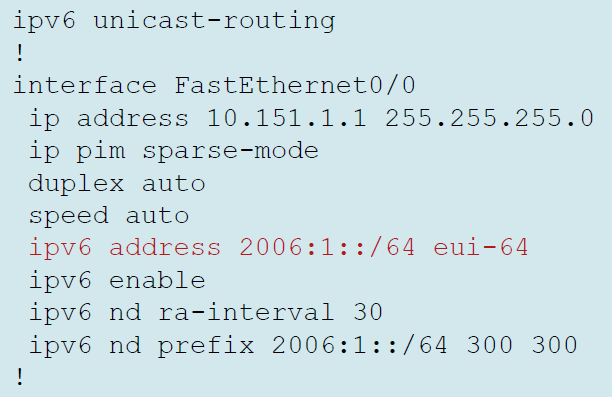 ipv6 unicast-routing
!
interface FastEthernet0/0
ip address 10.151.1.1 255.255.255.0
ip pim sparse-mode
duplex auto
speed auto
ipv6 address 2006:1::/64 eui-64
ipv6 enable
ipv6 nd ra-interval 30
ipv6 nd prefix 2006:1::/64 300 300
!